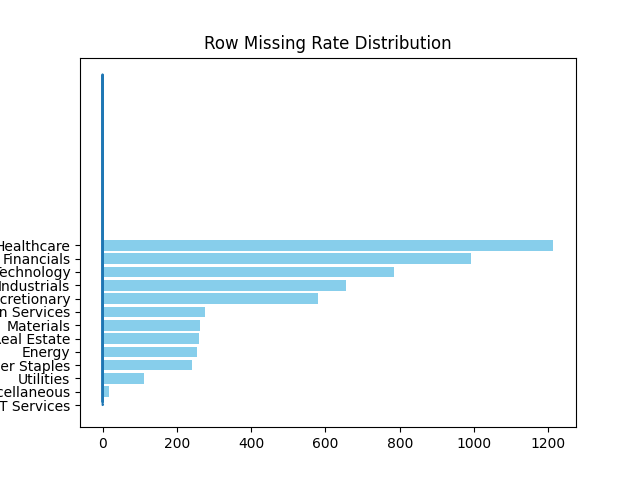 Row Missing Rate Distribution
Healthcare
Financials
echnology
Industrials
cretionary
n Services
Materials
eal Estate
Energy
er Staples
Utilities
cellaneous
T Services
0 200 400 600 800 1000 1200